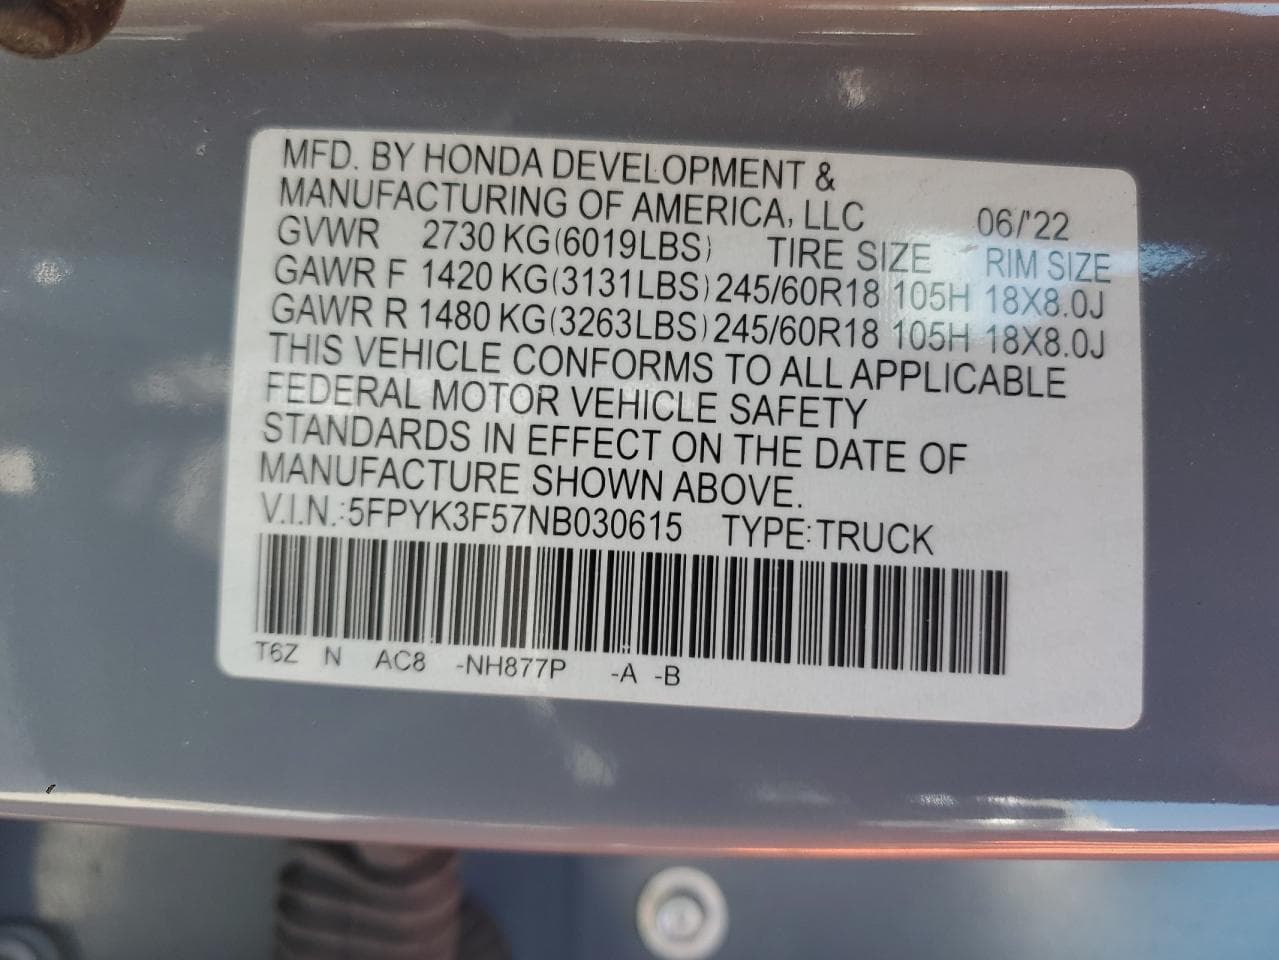 MFD. BY HONDA DEVELOPMENT &
MANUFACTURING OF AMERICA, LLC 06/'22
GVWR 2730 KG(6019LBS) TIRE SIZE RIM SIZE
GAWR F 1420 KG(3131LBS) 245/60R18 105H 18X8.0J
GAWR R 1480 KG(3263LBS) 245/60R18 105H 18X8.0J
THIS VEHICLE CONFORMS TO ALL APPLICABLE
FEDERAL MOTOR VEHICLE SAFETY
STANDARDS IN EFFECT ON THE DATE OF
MANUFACTURE SHOWN ABOVE.
V.I.N.:5FPYK3F57NB030615 TYPE:TRUCK
T6Z N AC8 -NH877P -A -B